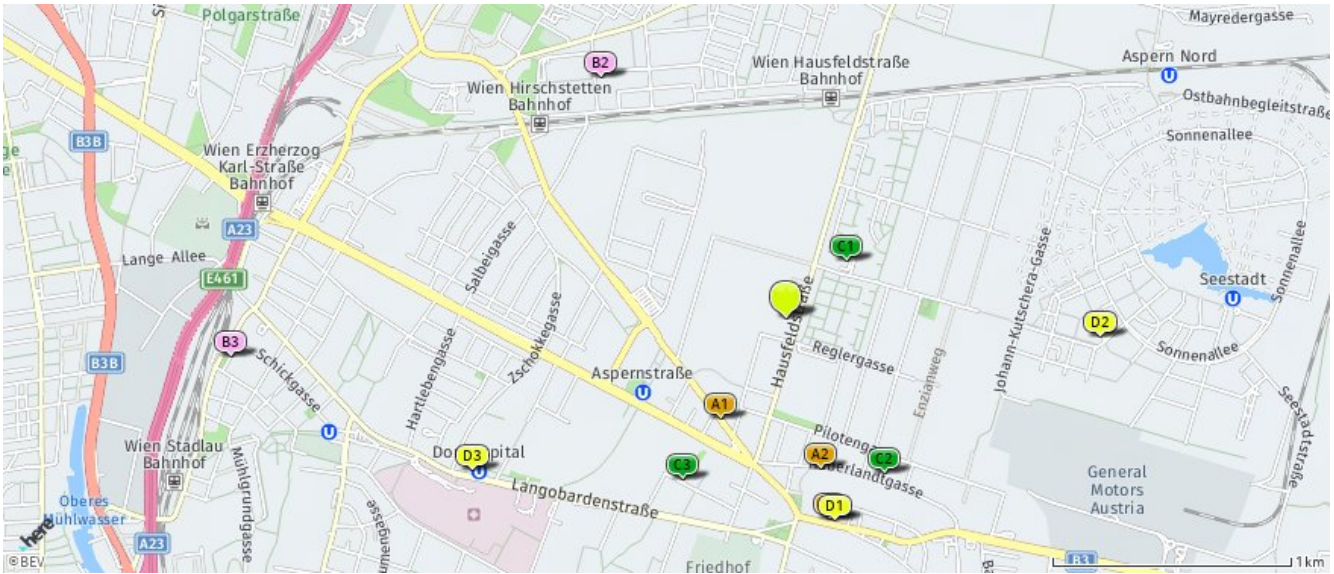 Polgarstraße
Mayredergasse
B2
Aspern Nord
Wien Hausfeldstraße
Bahnhof
Wien Hirschstetten
Bahnhof
Ostbahnbegleitstraße
B3B
Sonnenallee
Wien Erzherzog
Karl-Straße
Bahnhof
A23
Salbeigasse
C1
Lange Allee
E461
Johann-Kutschera-Gasse
Sonnenallee
Seestadt
Zschokkegasse
Hausfeldstraße
D2
B3
Reglergasse
Sonnenallee
B3B
Schickgasse
Hartlebengasse
Aspernstraße
Enzianweg
A1
Seestadtstraße
Wien Stadlau
Bahnhof
D3
C3
A2
C2
General
Motors
Austria
Mühlgrundgasse
Langobardenstraße
D1
Oberes
Mühlwasser
here
A23
B3
1km
©BEV
Friedhof